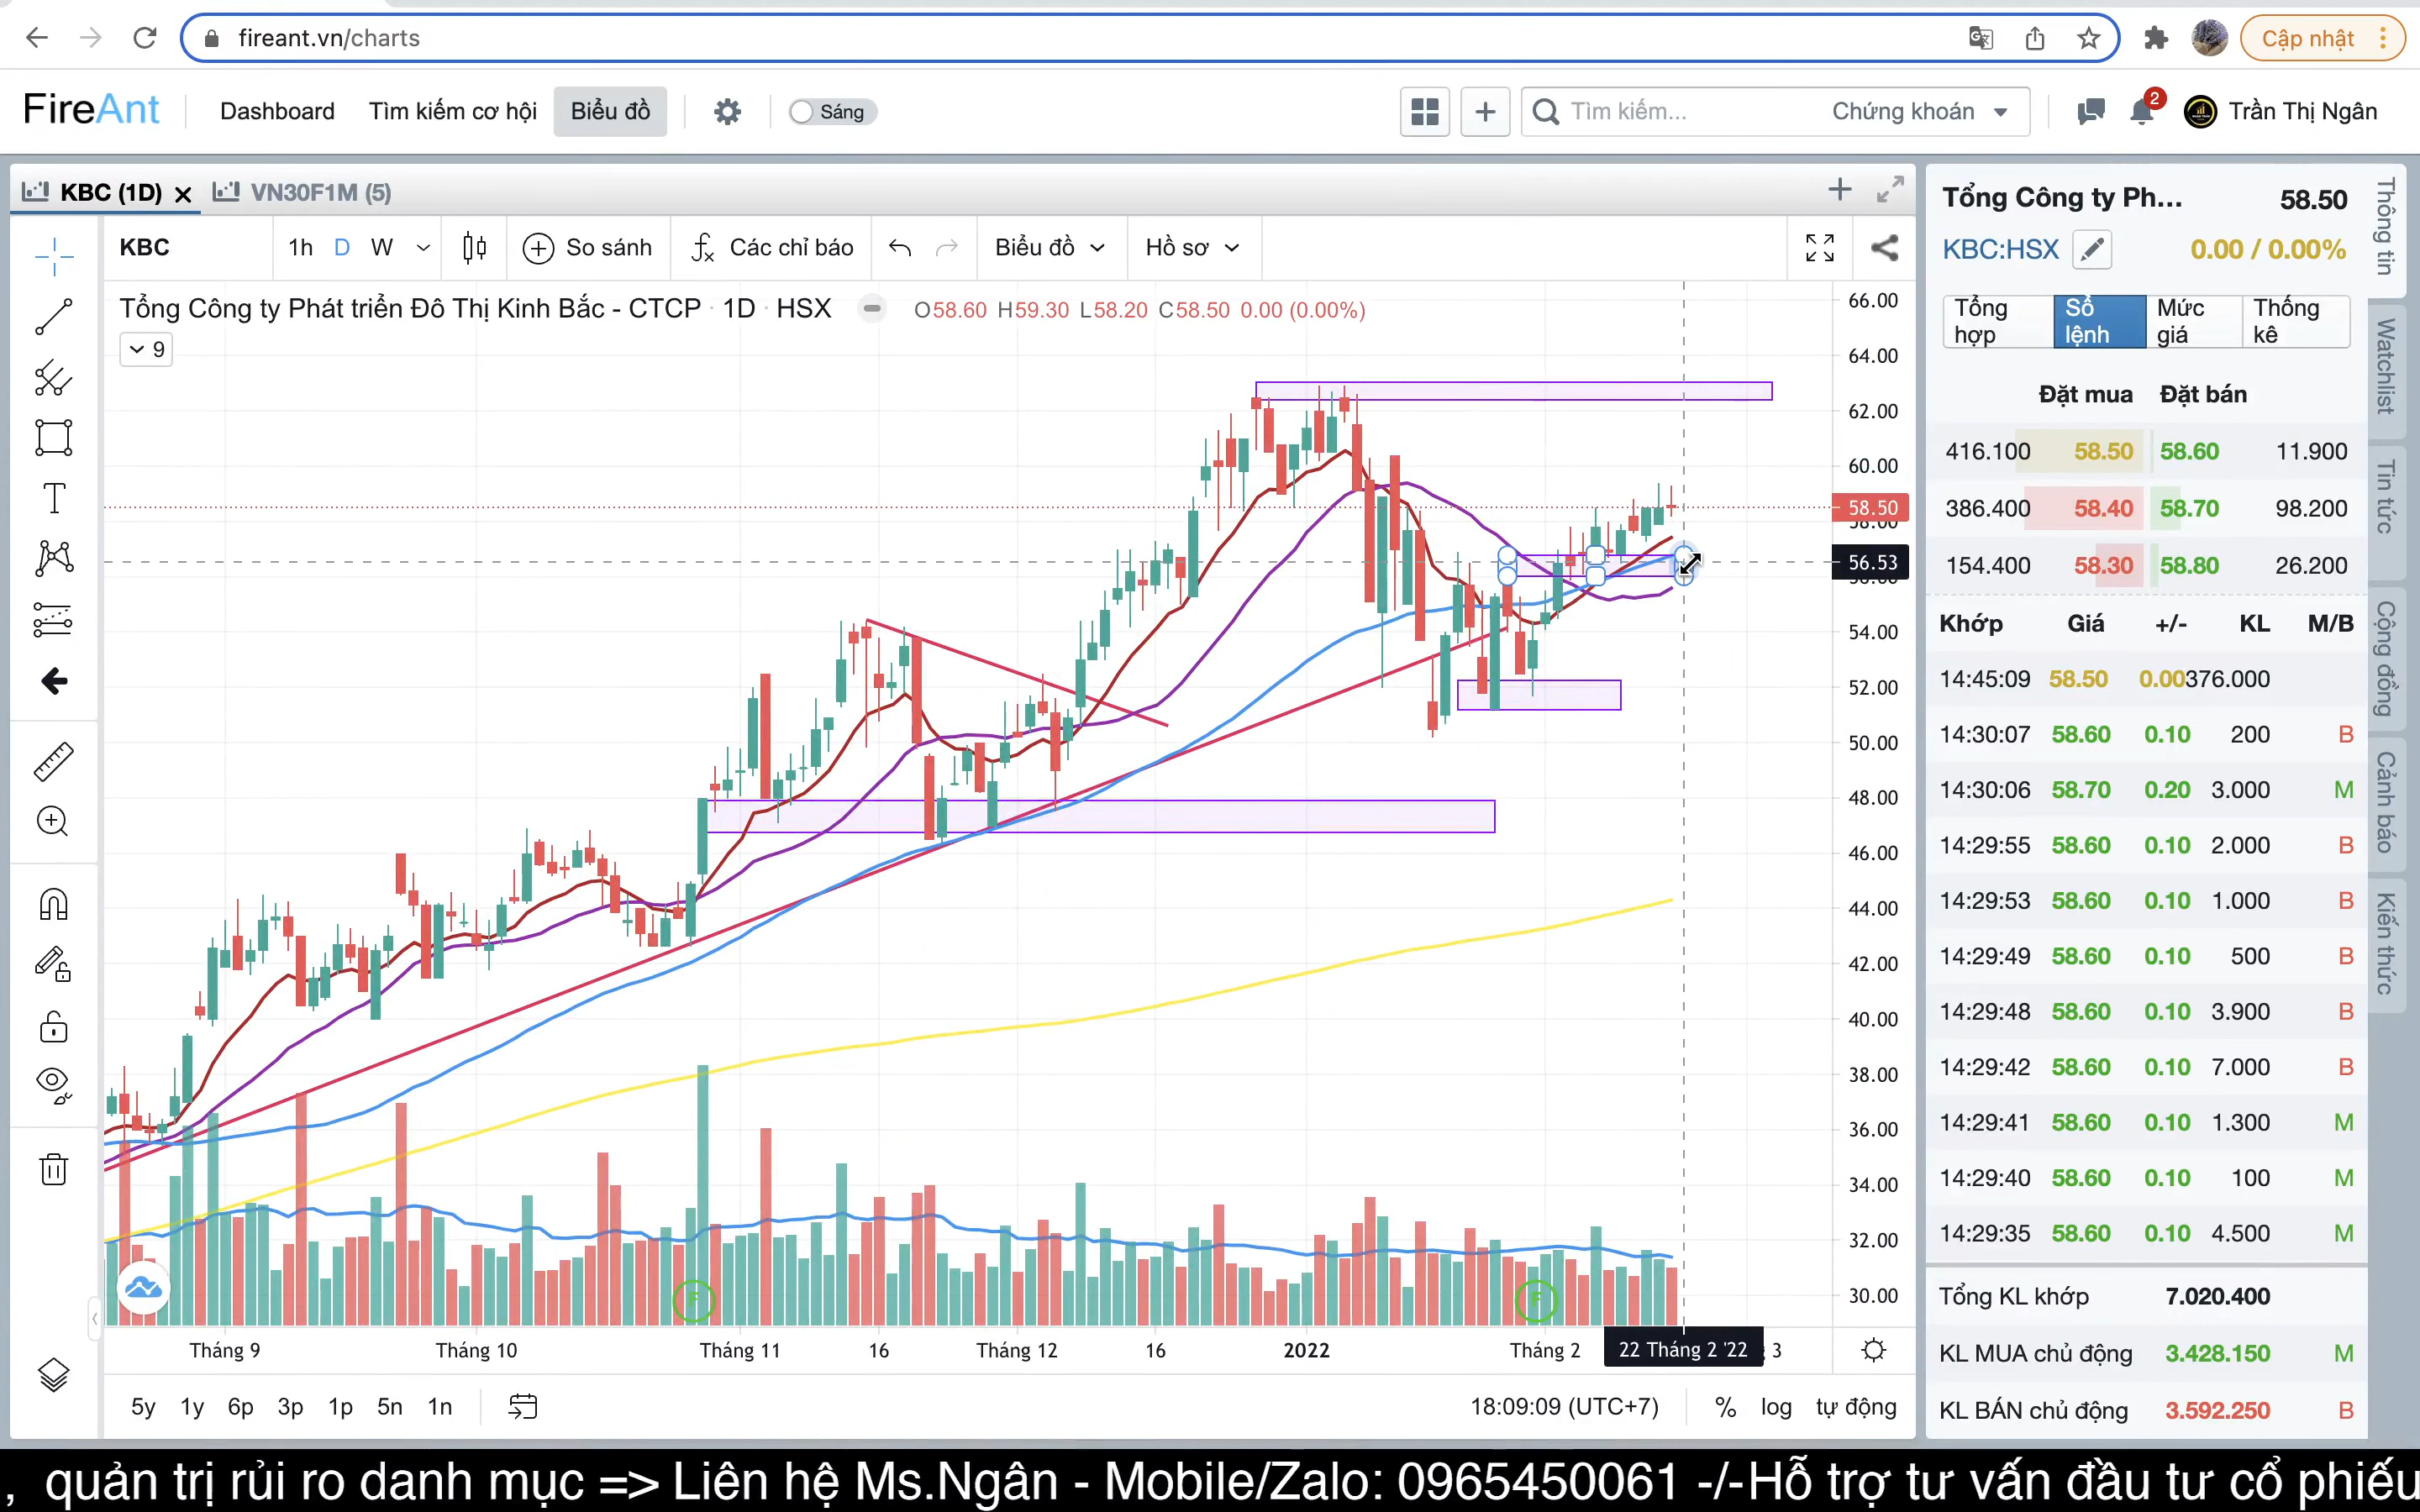 fireant.vn/charts
Cập nhật
FireAnt
Dashboard
Tìm kiếm cơ hội
Biểu đồ
Sáng
Tìm kiếm...
Chứng khoán
2
Trần Thị Ngân
KBC (1D)
VN30F1M (5)
KBC
1h
D
W
So sánh
Các chỉ báo
Biểu đồ
Hồ sơ
Tổng Công ty Phát triển Đô Thị Kinh Bắc - CTCP · 1D · HSX
O58.60 H59.30 L58.20 C58.50 0.00 (0.00%)
9
66.00
64.00
62.00
60.00
58.50
58.00
56.53
56.00
54.00
52.00
50.00
48.00
46.00
44.00
42.00
40.00
38.00
36.00
34.00
32.00
30.00
F
F
Tháng 9
Tháng 10
Tháng 11
16
Tháng 12
16
2022
Tháng 2
22 Tháng 2 '22
3
5y 1y 6p 3p 1p 5n 1n
18:09:09 (UTC+7)
%
log
tự động
Tổng Công ty Ph...
58.50
KBC:HSX
0.00 / 0.00%
Tổng hợp
Sổ lệnh
Mức giá
Thống kê
Đặt mua Đặt bán
416.100 58.50 58.60 11.900
386.400 58.40 58.70 98.200
154.400 58.30 58.80 26.200
Khớp Giá +/- KL M/B
14:45:09 58.50 0.00 376.000
14:30:07 58.60 0.10 200 B
14:30:06 58.70 0.20 3.000 M
14:29:55 58.60 0.10 2.000 B
14:29:53 58.60 0.10 1.000 B
14:29:49 58.60 0.10 500 B
14:29:48 58.60 0.10 3.900 B
14:29:42 58.60 0.10 7.000 B
14:29:41 58.60 0.10 1.300 M
14:29:40 58.60 0.10 100 M
14:29:35 58.60 0.10 4.500 M
Tổng KL khớp 7.020.400
KL MUA chủ động 3.428.150 M
KL BÁN chủ động 3.592.250 B
Thông tin
Watchlist
Tin tức
Cộng đồng
Cảnh báo
Kiến thức
, quản trị rủi ro danh mục => Liên hệ Ms.Ngân - Mobile/Zalo: 0965450061 -/-Hỗ trợ tư vấn đầu tư cổ phiếu